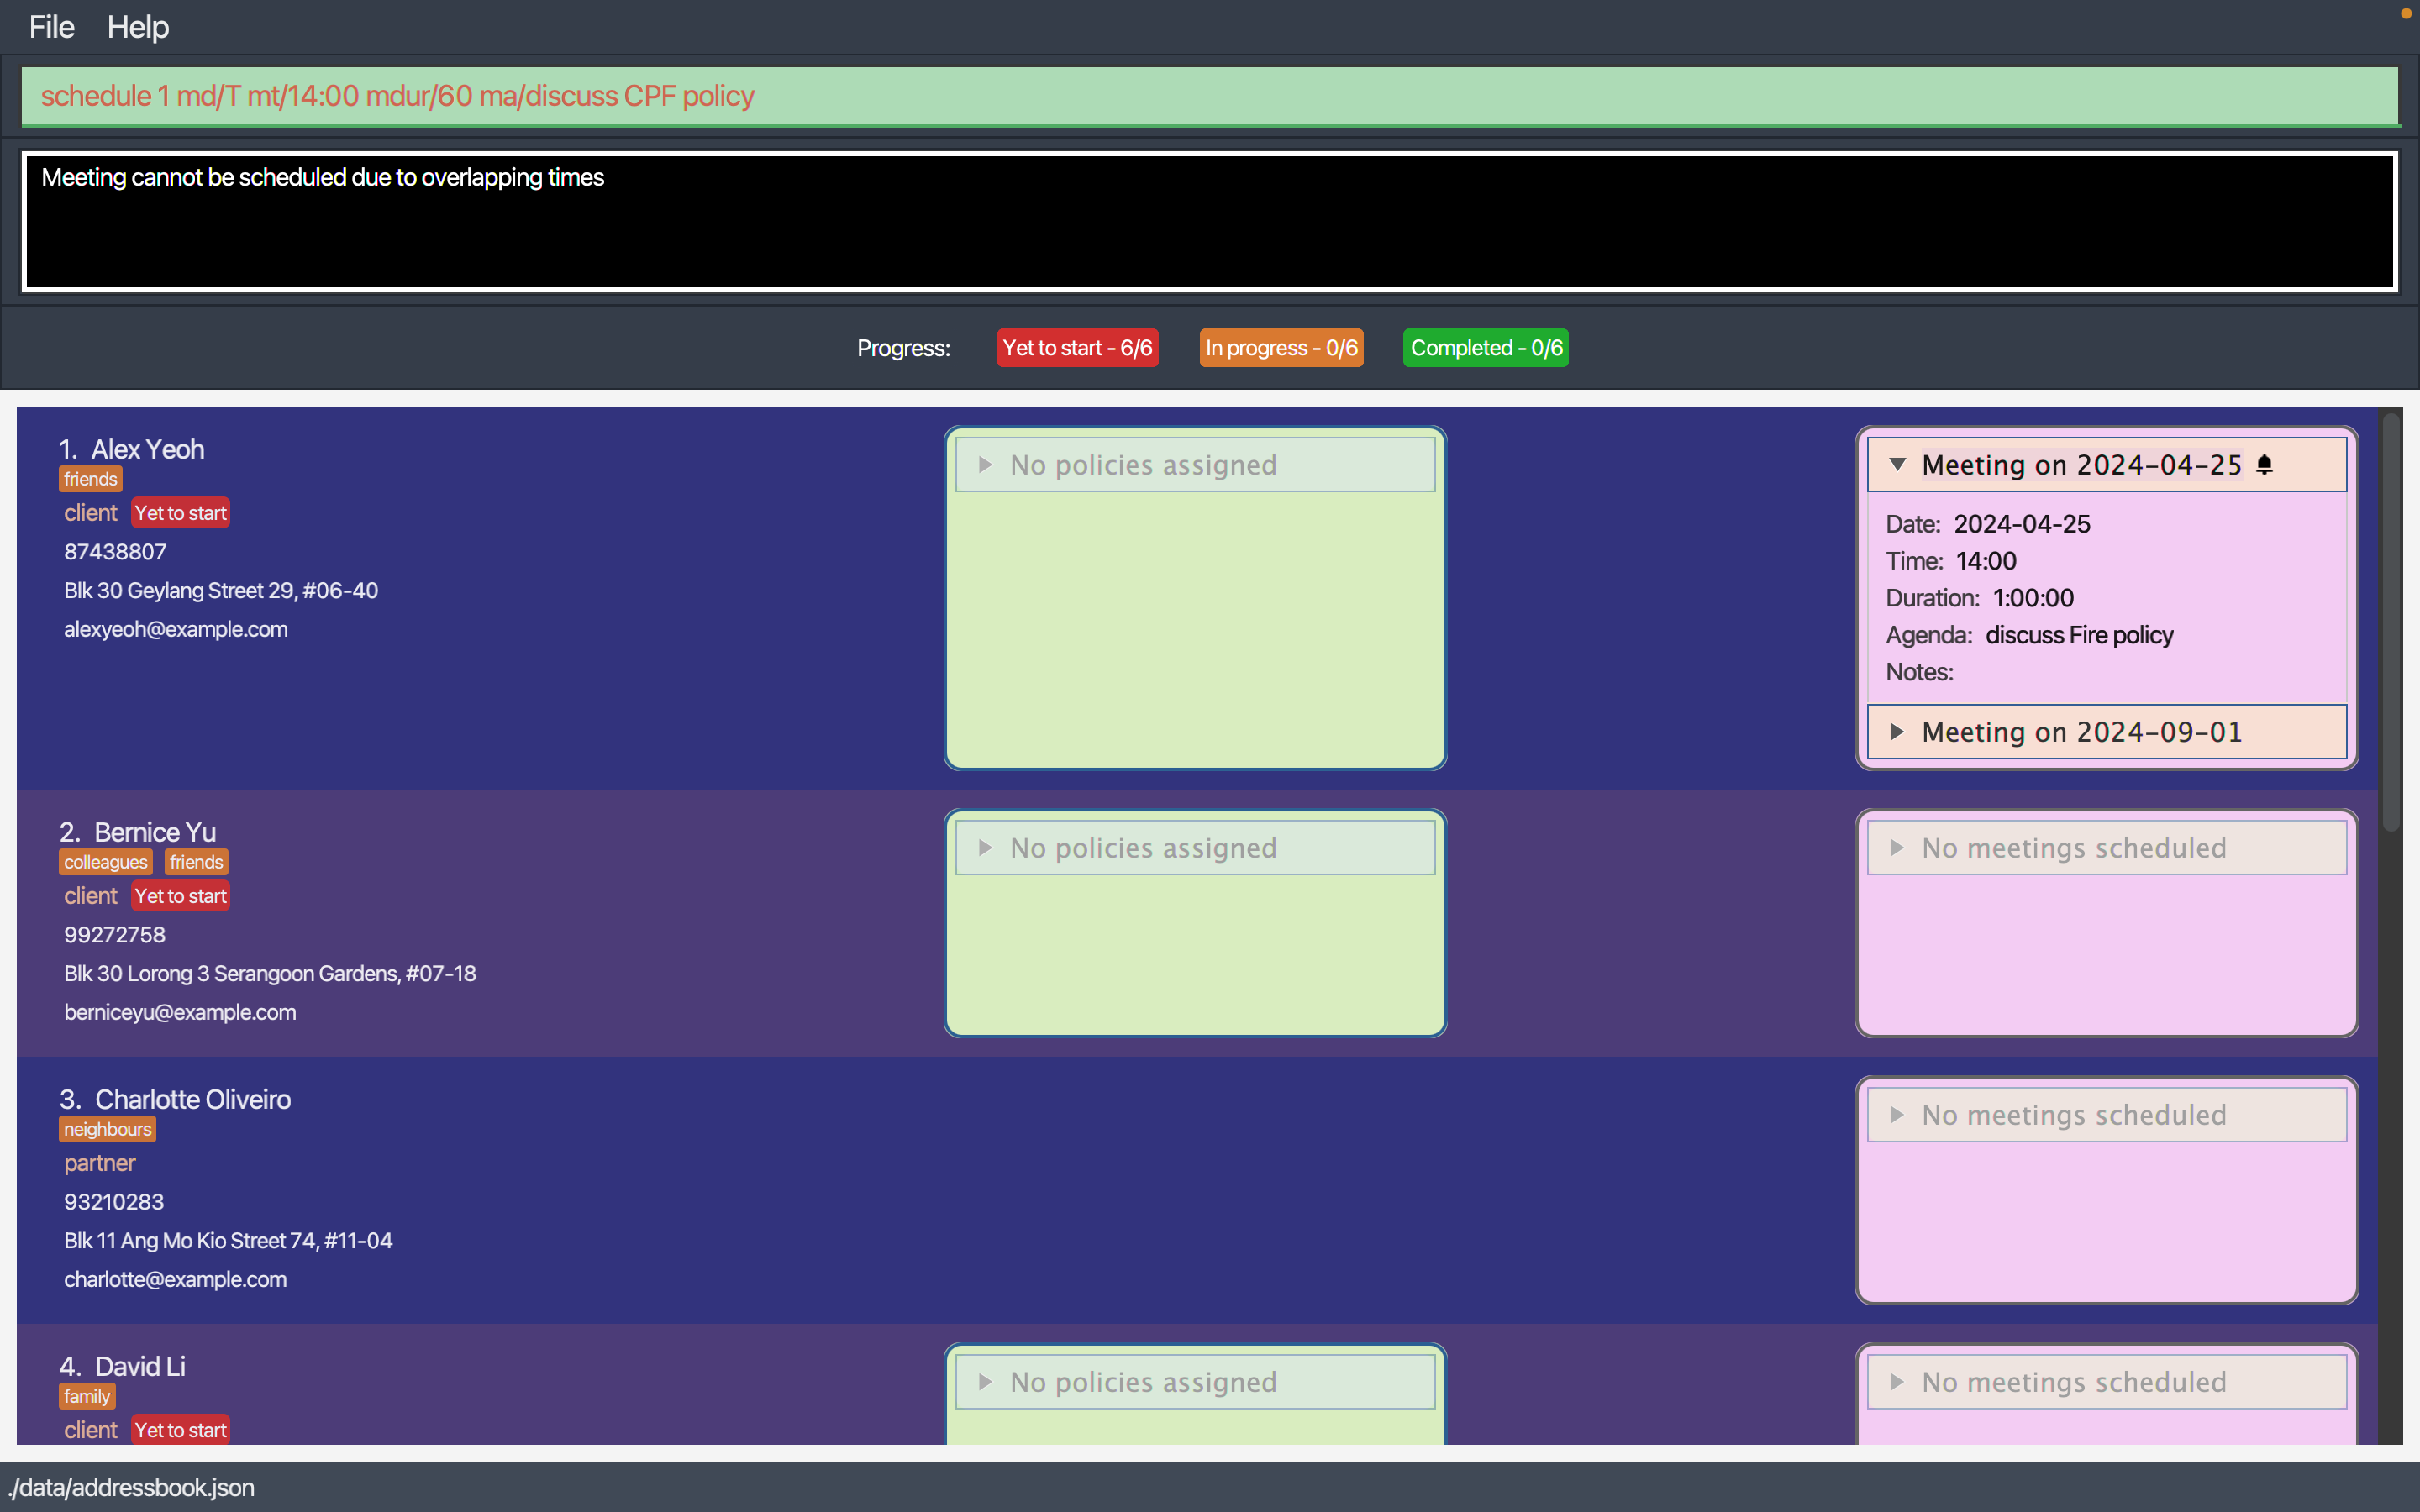 File Help
schedule 1 md/T mt/14:00 mdur/60 ma/discuss CPF policy
Meeting cannot be scheduled due to overlapping times
Progress: Yet to start - 6/6 In progress - 0/6 Completed - 0/6
1. Alex Yeoh
friends
client Yet to start
87438807
Blk 30 Geylang Street 29, #06-40
alexyeoh@example.com
No policies assigned
Meeting on 2024-04-25
Date: 2024-04-25
Time: 14:00
Duration: 1:00:00
Agenda: discuss Fire policy
Notes:
Meeting on 2024-09-01
2. Bernice Yu
colleagues friends
client Yet to start
99272758
Blk 30 Lorong 3 Serangoon Gardens, #07-18
berniceyu@example.com
No policies assigned
No meetings scheduled
3. Charlotte Oliveiro
neighbours
partner
93210283
Blk 11 Ang Mo Kio Street 74, #11-04
charlotte@example.com
No meetings scheduled
4. David Li
family
client Yet to start
No policies assigned
No meetings scheduled
./data/addressbook.json